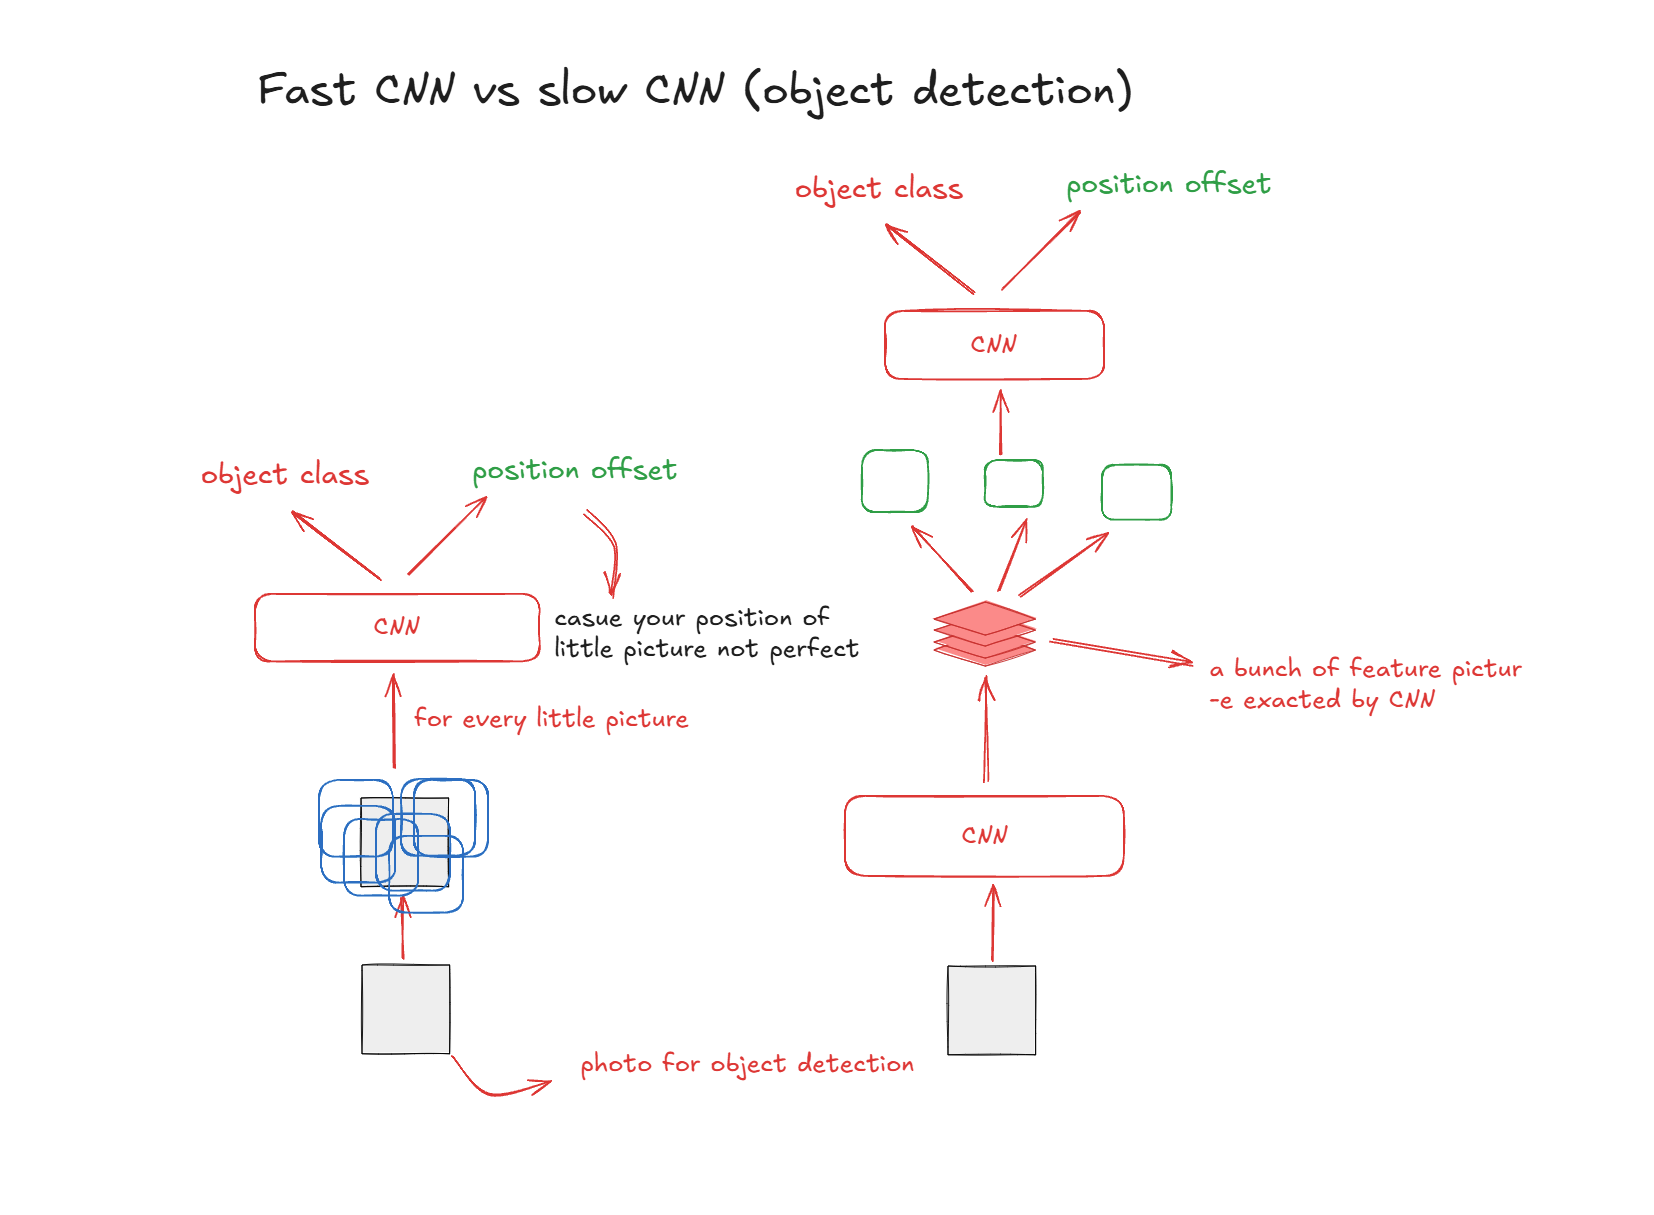 Fast CNN vs slow CNN (object detection)
object class
position offset
CNN
object class
position offset
CNN
casue your position of
little picture not perfect
a bunch of feature pictur
-e exacted by CNN
for every little picture
CNN
photo for object detection